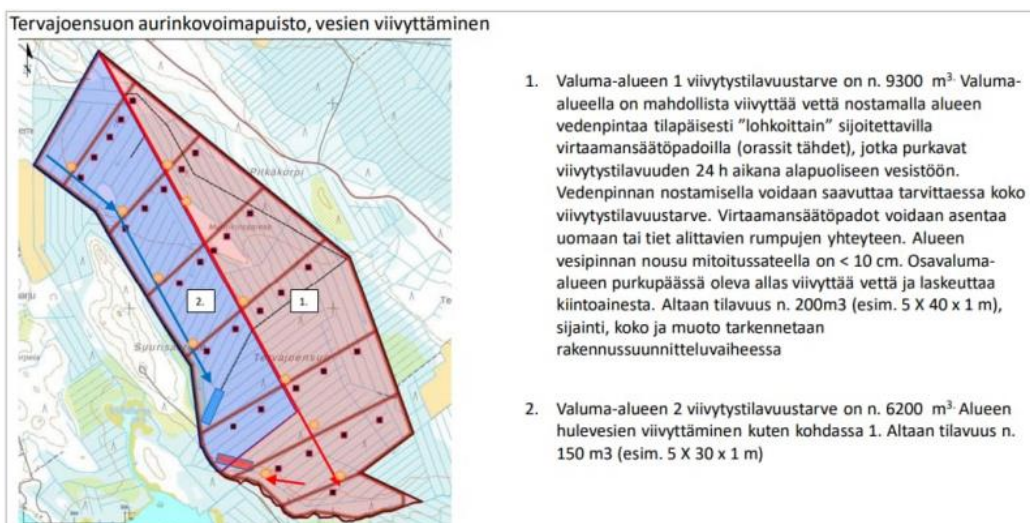 Tervajoensuon aurinkovoimapuisto, vesien viivyttäminen
1. Valuma-alueen 1 viivytystilavuustarve on n. 9300 m³. Valuma-
alueella on mahdollista viivyttää vettä nostamalla alueen
vedenpintaa tilapäisesti ”lohkoittain” sijoitettavilla
virtaamansäätöpadoilla (orassit tähdet), jotka purkavat
viivytystilavuuden 24 h aikana alapuoliseen vesistöön.
Vedenpinnan nostamisella voidaan saavuttaa tarvittaessa koko
viivytystilavuustarve. Virtaamansäätöpadot voidaan asentaa
uomaan tai tiet alittavien rumpujen yhteyteen. Alueen
vesipinnan nousu mitoitussateella on < 10 cm. Osavaluma-
alueen purkupäässä oleva allas viivyttää vettä ja laskeuttaa
kiintoainesta. Altaan tilavuus n. 200m3 (esim. 5 X 40 x 1 m),
sijainti, koko ja muoto tarkennetaan
rakennussuunnitteluvaiheessa
2. Valuma-alueen 2 viivytystilavuustarve on n. 6200 m³. Alueen
hulevesien viivyttäminen kuten kohdassa 1. Altaan tilavuus n.
150 m3 (esim. 5 X 30 x 1 m)
Pitkäkorpi
2.
1.